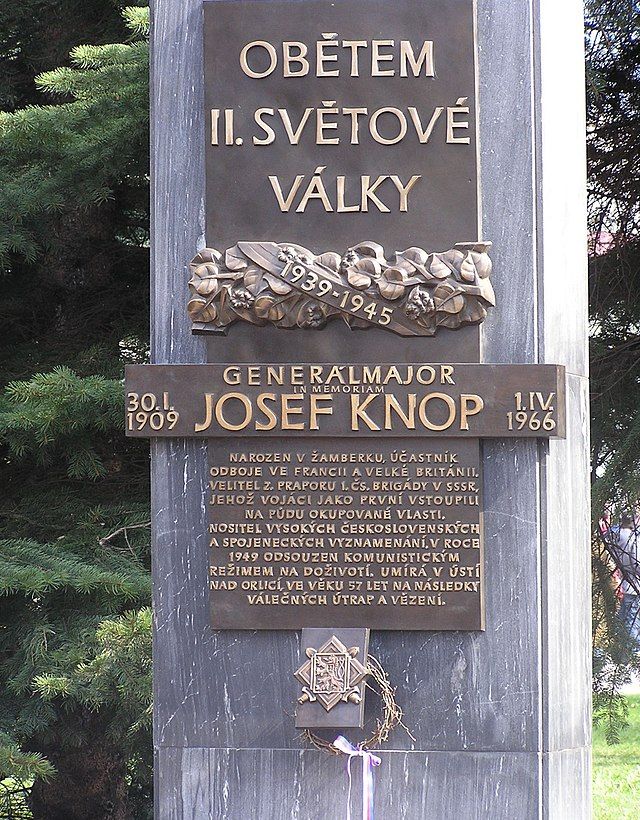 OBĚTEM
II. SVĚTOVÉ
VÁLKY
1939-1945
GENERÁLMAJOR
IN MEMORIAM
30.I.
1909
JOSEF KNOP
1.IV.
1966
NAROZEN V ŽAMBERKU, ÚČASTNÍK
ODBOJE VE FRANCII A VELKÉ BRITÁNII.
VELITEL 2. PRAPORU 1. ČS. BRIGÁDY V SSSR,
JEHOŽ VOJÁCI JAKO PRVNÍ VSTOUPILI
NA PŮDU OKUPOVANÉ VLASTI.
NOSITEL VYSOKÝCH ČESKOSLOVENSKÝCH
A SPOJENECKÝCH VYZNAMENÁNÍ, V ROCE
1949 ODSOUZEN KOMUNISTICKÝM
REŽIMEM NA DOŽIVOTÍ. UMÍRÁ V ÚSTÍ
NAD ORLICÍ, VE VĚKU 57 LET NA NÁSLEDKY
VÁLEČNÝCH ÚTRAP A VĚZENÍ.